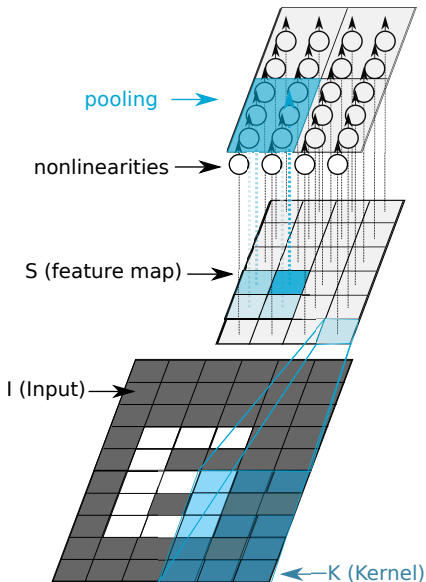 pooling
nonlinearities
S (feature map)
I (Input)
K (Kernel)